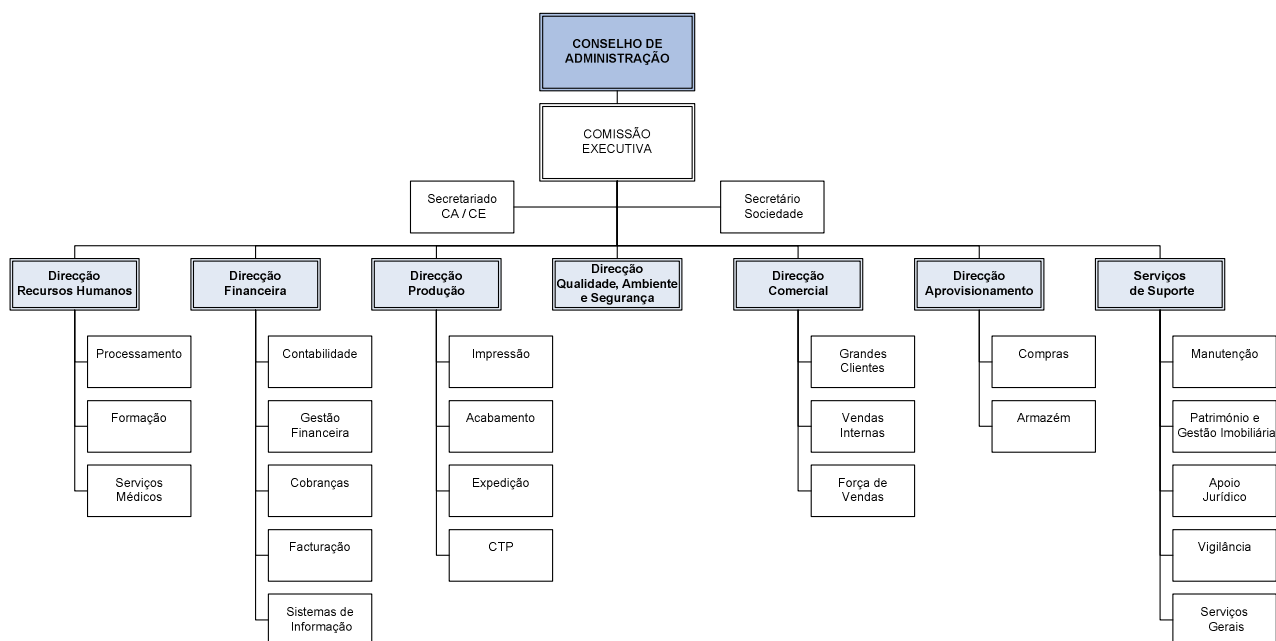 CONSELHO DE
ADMINISTRAÇÃO
COMISSÃO
EXECUTIVA
Secretariado
CA / CE
Secretário
Sociedade
Direcção
Recursos Humanos
Direcção
Financeira
Direcção
Produção
Direcção
Qualidade, Ambiente
e Segurança
Direcção
Comercial
Direcção
Aprovisionamento
Serviços
de Suporte
Processamento
Formação
Serviços
Médicos
Contabilidade
Gestão
Financeira
Cobranças
Facturação
Sistemas de
Informação
Impressão
Acabamento
Expedição
CTP
Grandes
Clientes
Vendas
Internas
Força de
Vendas
Compras
Armazém
Manutenção
Património e
Gestão Imobiliária
Apoio
Jurídico
Vigilância
Serviços
Gerais